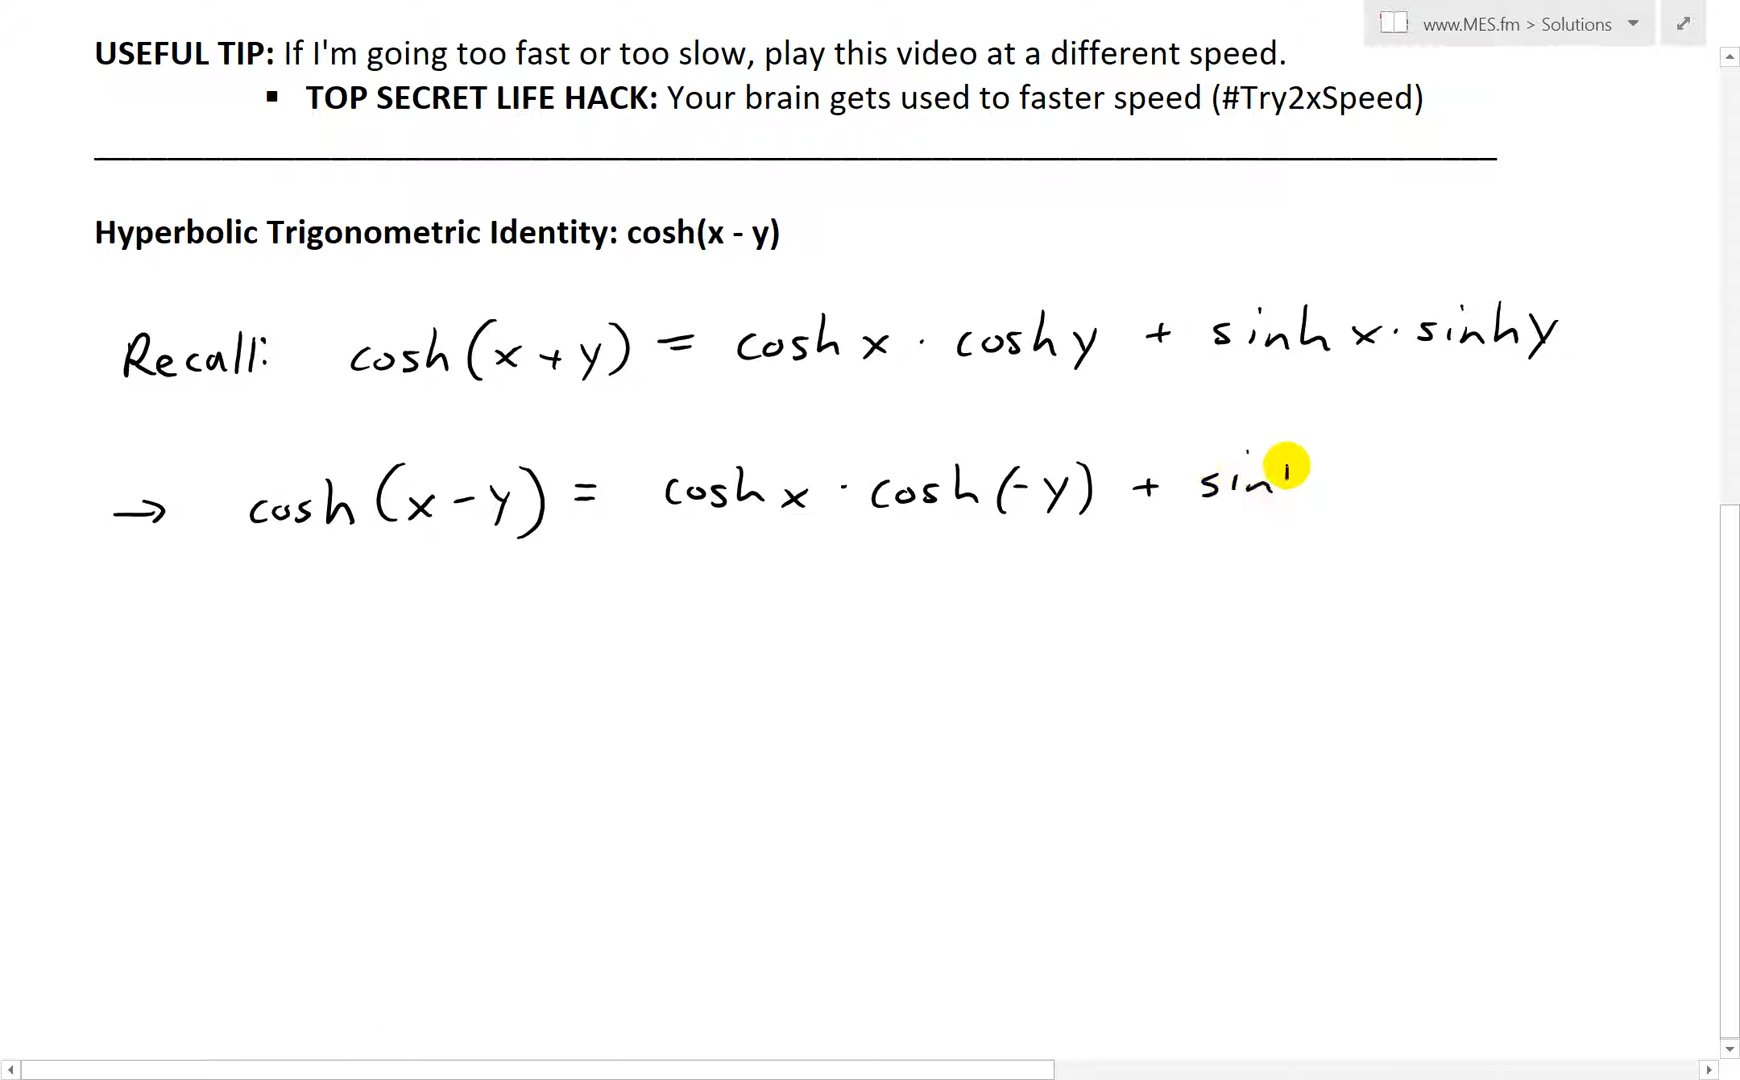 www.MES.fm > Solutions
USEFUL TIP: If I'm going too fast or too slow, play this video at a different speed.
▪ TOP SECRET LIFE HACK: Your brain gets used to faster speed (#Try2xSpeed)
Hyperbolic Trigonometric Identity: cosh(x - y)
Recall: cosh(x + y) = cosh x · cosh y + sinh x · sinh y
→ cosh(x - y) = cosh x · cosh(-y) + sin